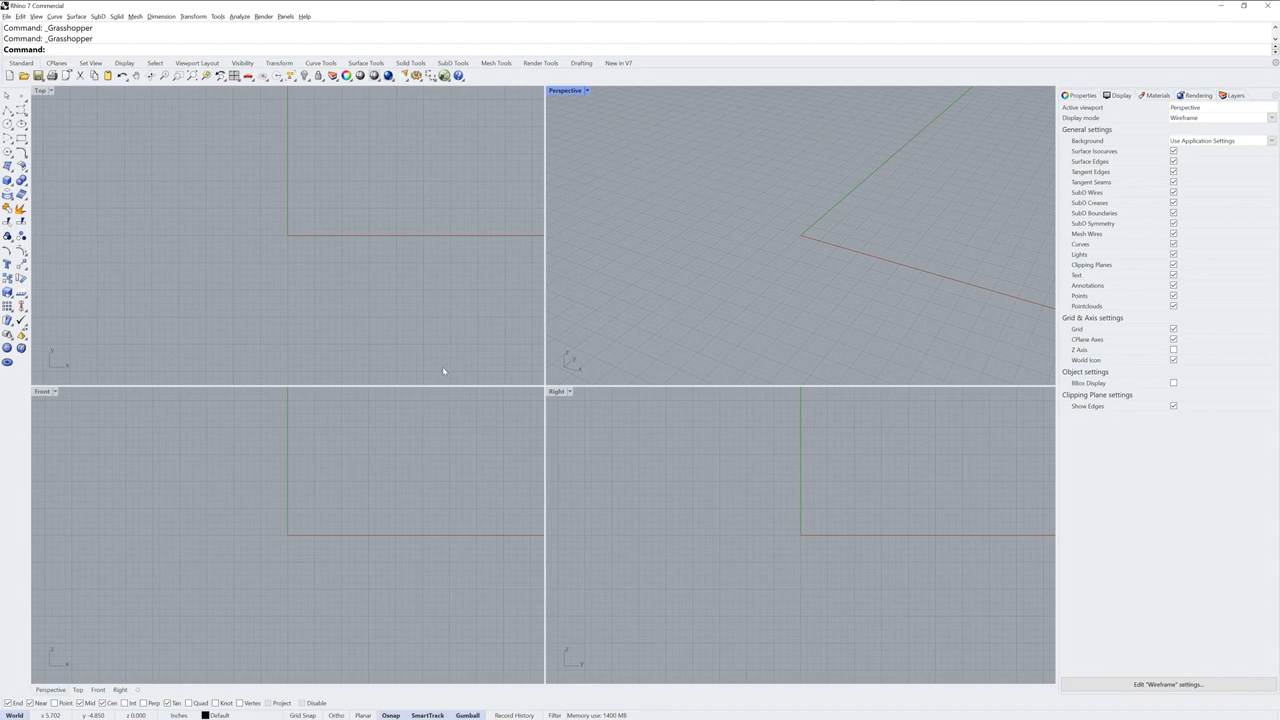 Rhino 7 Commercial
File Edit View Curve Surface SubD Solid Mesh Dimension Transform Tools Analyze Render Panels Help
Command: _Grasshopper
Command: _Grasshopper
Command:
Standard CPlanes Set View Display Select Viewport Layout Visibility Transform Curve Tools Surface Tools Solid Tools SubD Tools Mesh Tools Render Tools Drafting New in V7
Top
Perspective
y
x
z
y
x
Front
Right
z
x
z
y
Properties Display Materials Rendering Layers
Active viewport Perspective
Display mode Wireframe
General settings
Background Use Application Settings
Surface Isocurves
Surface Edges
Tangent Edges
Tangent Seams
SubD Wires
SubD Creases
SubD Boundaries
SubD Symmetry
Mesh Wires
Curves
Lights
Clipping Planes
Text
Annotations
Points
Pointclouds
Grid & Axis settings
Grid
CPlane Axes
Z Axis
World Icon
Object settings
BBox Display
Clipping Plane settings
Show Edges
Edit "Wireframe" settings...
Perspective Top Front Right
End Near Point Mid Cen Int Perp Tan Quad Knot Vertex Project Disable
World x 5.702 y -4.850 z 0.000 Inches Default Grid Snap Ortho Planar Osnap SmartTrack Gumball Record History Filter Memory use: 1400 MB